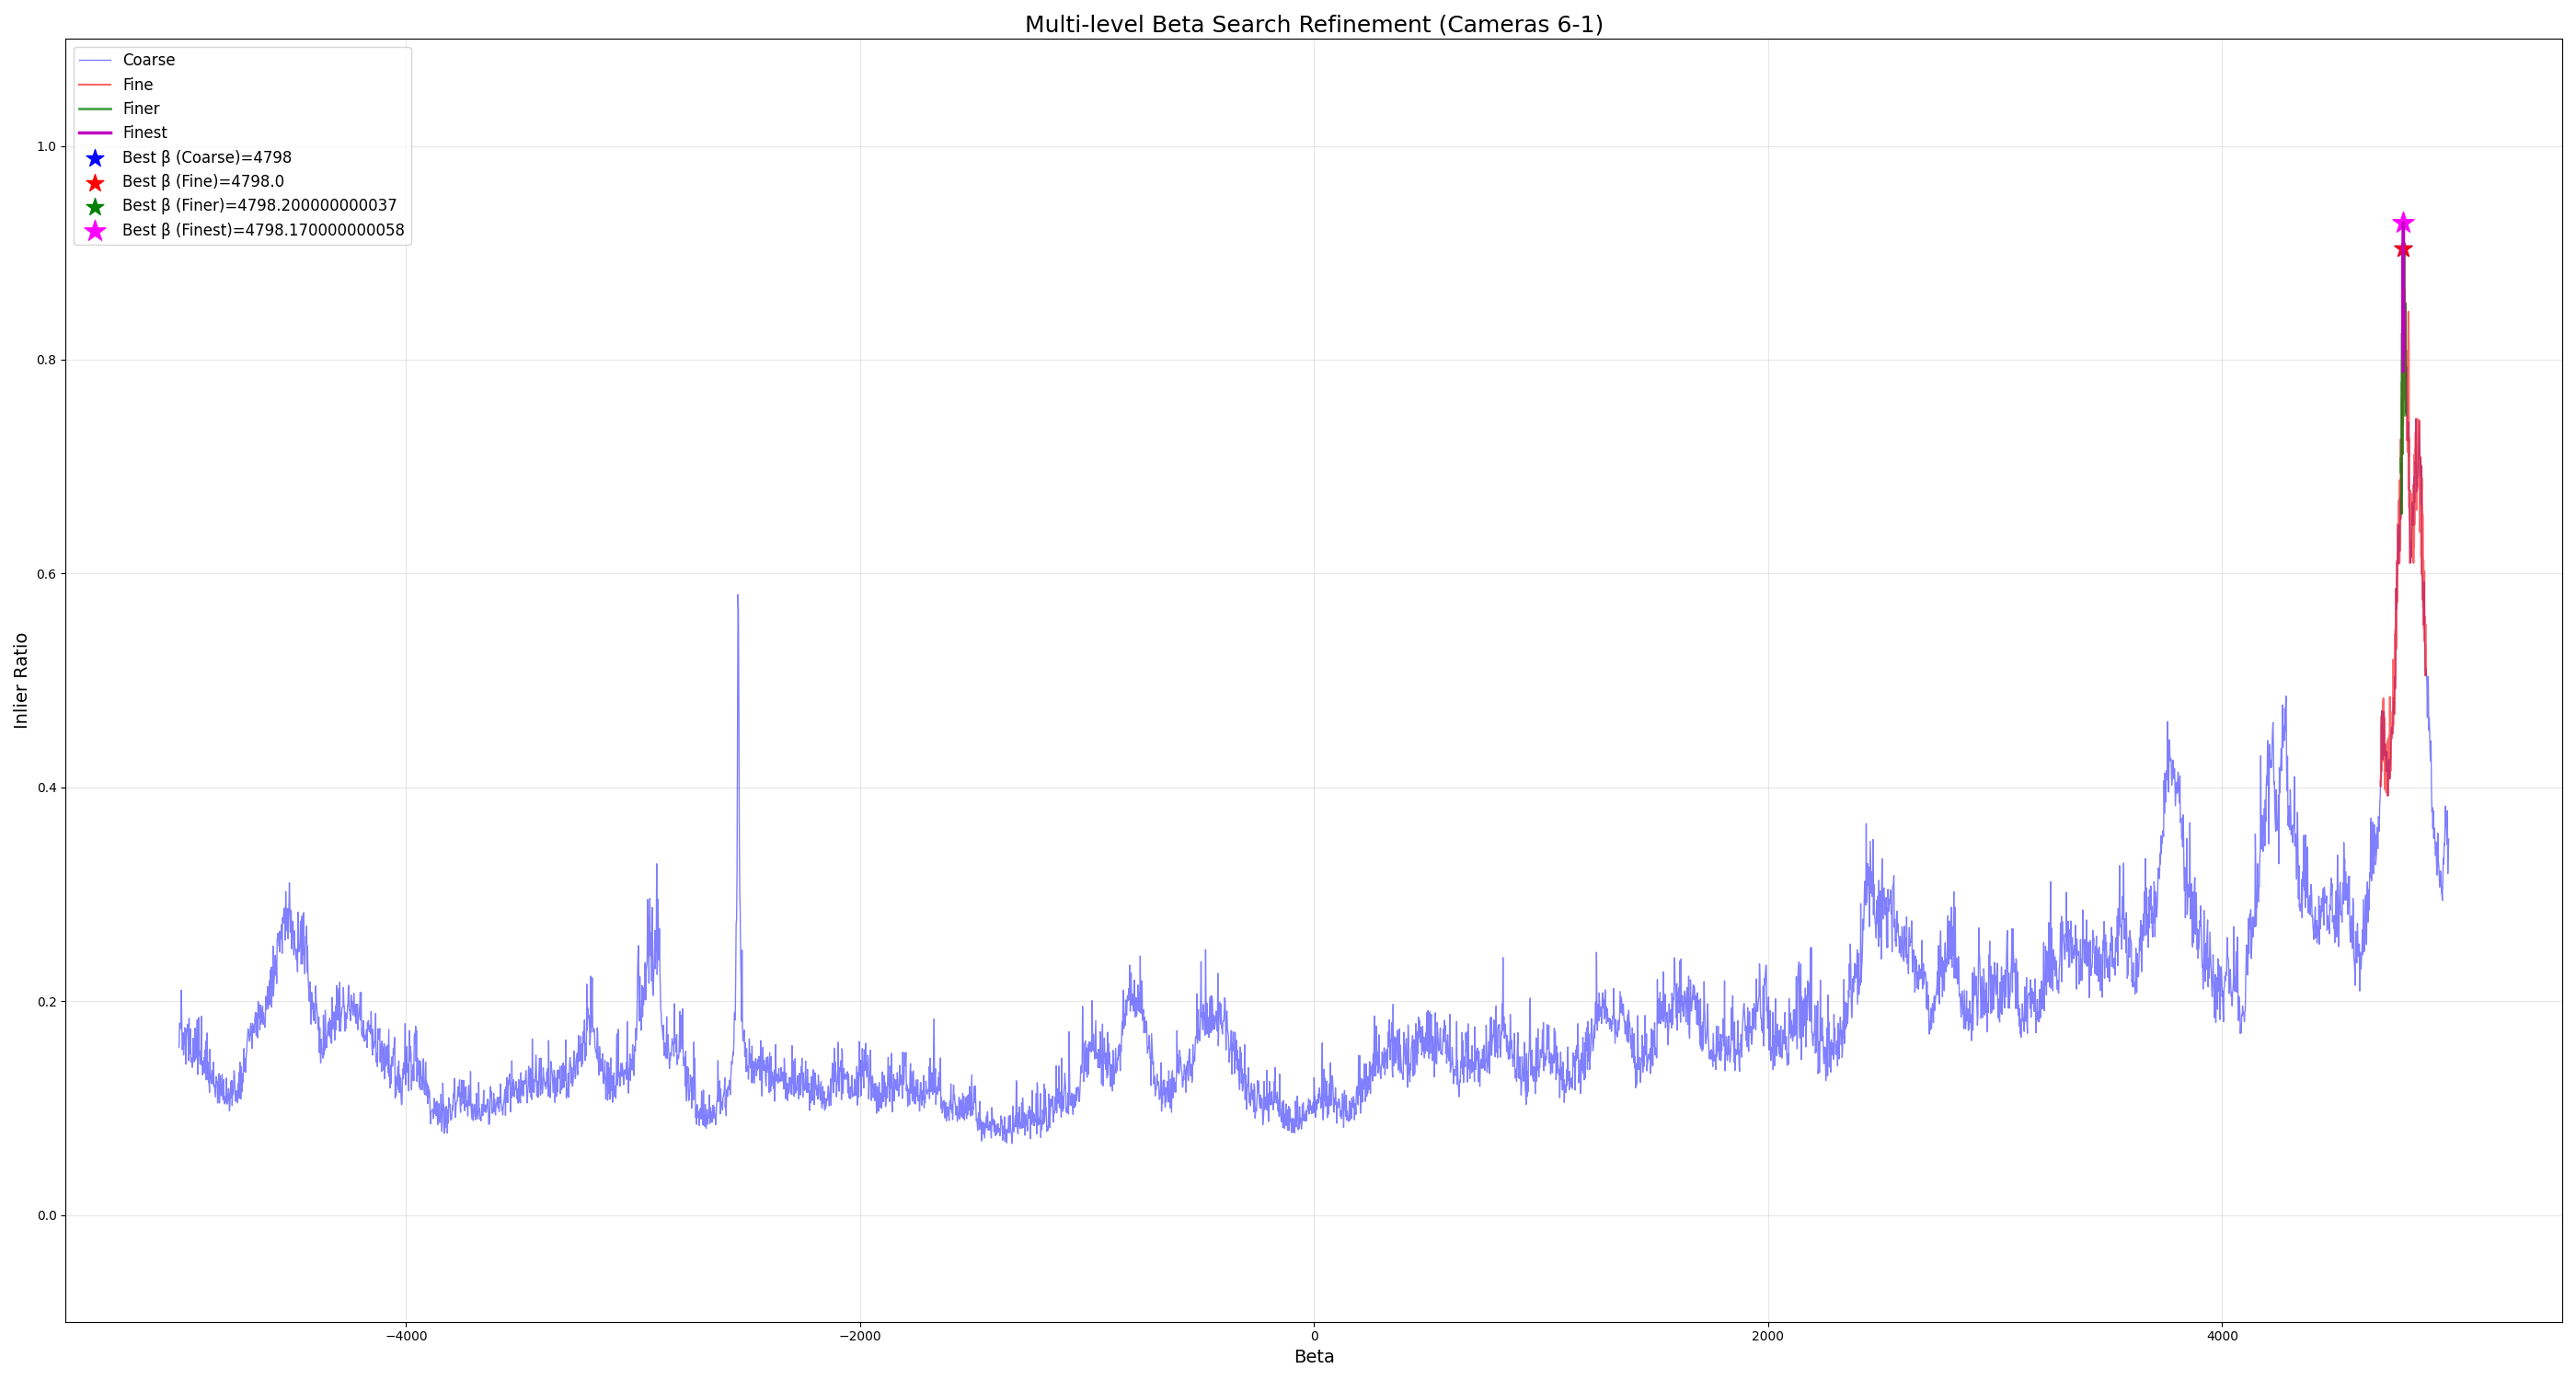 Multi-level Beta Search Refinement (Cameras 6-1)
Coarse
Fine
Finer
Finest
Best β (Coarse)=4798
Best β (Fine)=4798.0
Best β (Finer)=4798.200000000037
Best β (Finest)=4798.170000000058
Inlier Ratio
1.0
0.8
0.6
0.4
0.2
0.0
−4000
−2000
0
2000
4000
Beta